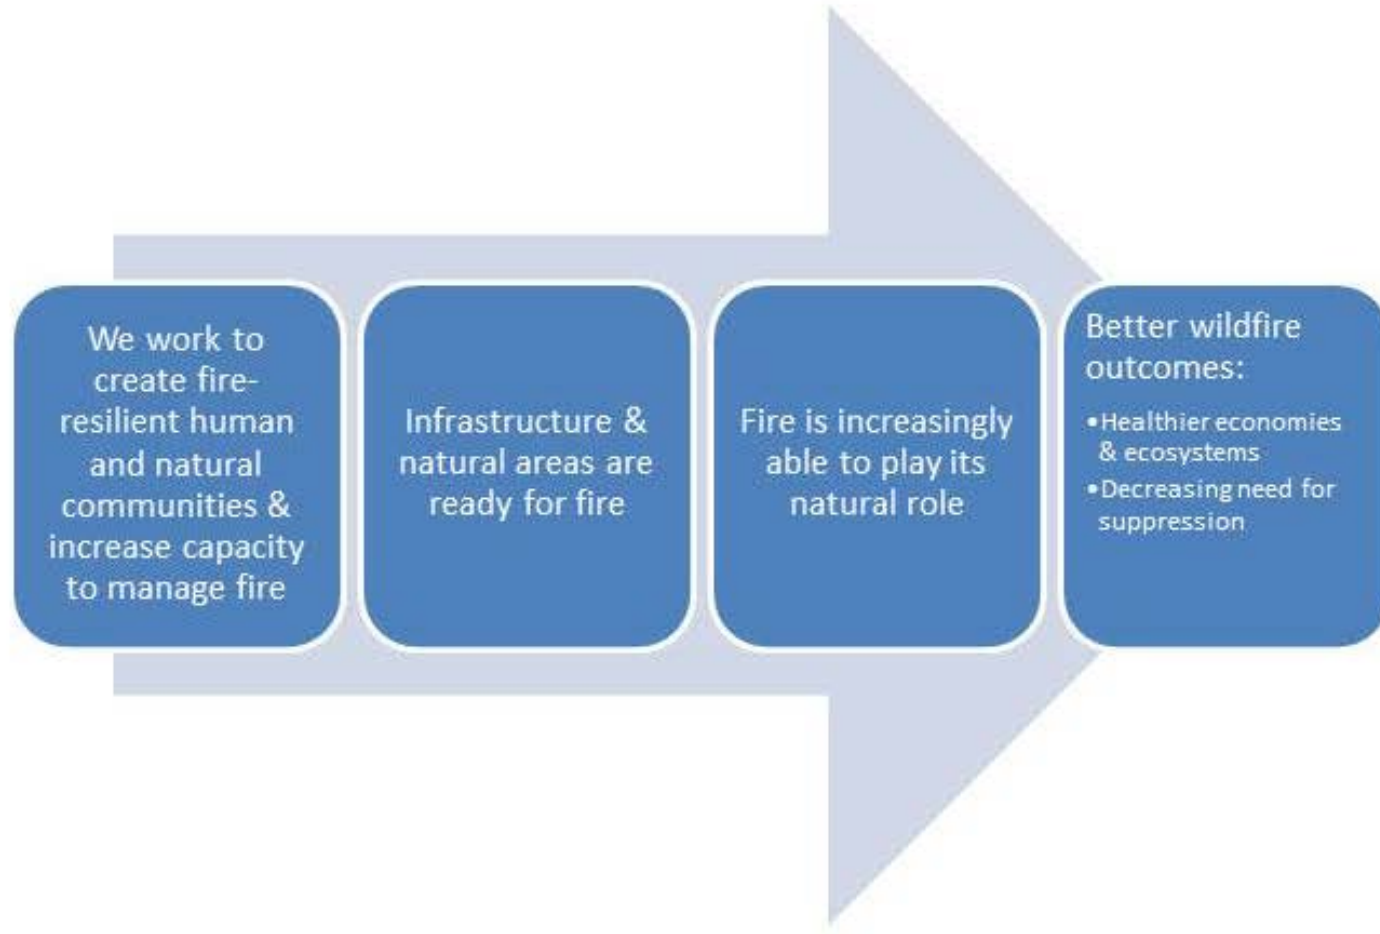 We work to
create fire-
resilient human
and natural
communities &
increase capacity
to manage fire
Infrastructure &
natural areas are
ready for fire
Fire is increasingly
able to play its
natural role
Better wildfire
outcomes:
•Healthier economies
& ecosystems
•Decreasing need for
suppression